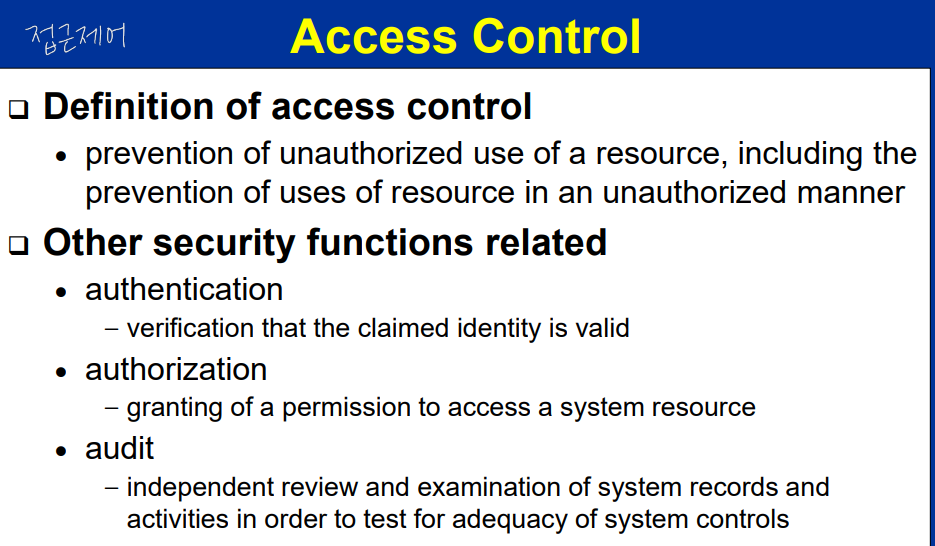 접근제어
Access Control
❑ Definition of access control
• prevention of unauthorized use of a resource, including the
prevention of uses of resource in an unauthorized manner
❑ Other security functions related
• authentication
– verification that the claimed identity is valid
• authorization
– granting of a permission to access a system resource
• audit
– independent review and examination of system records and
activities in order to test for adequacy of system controls